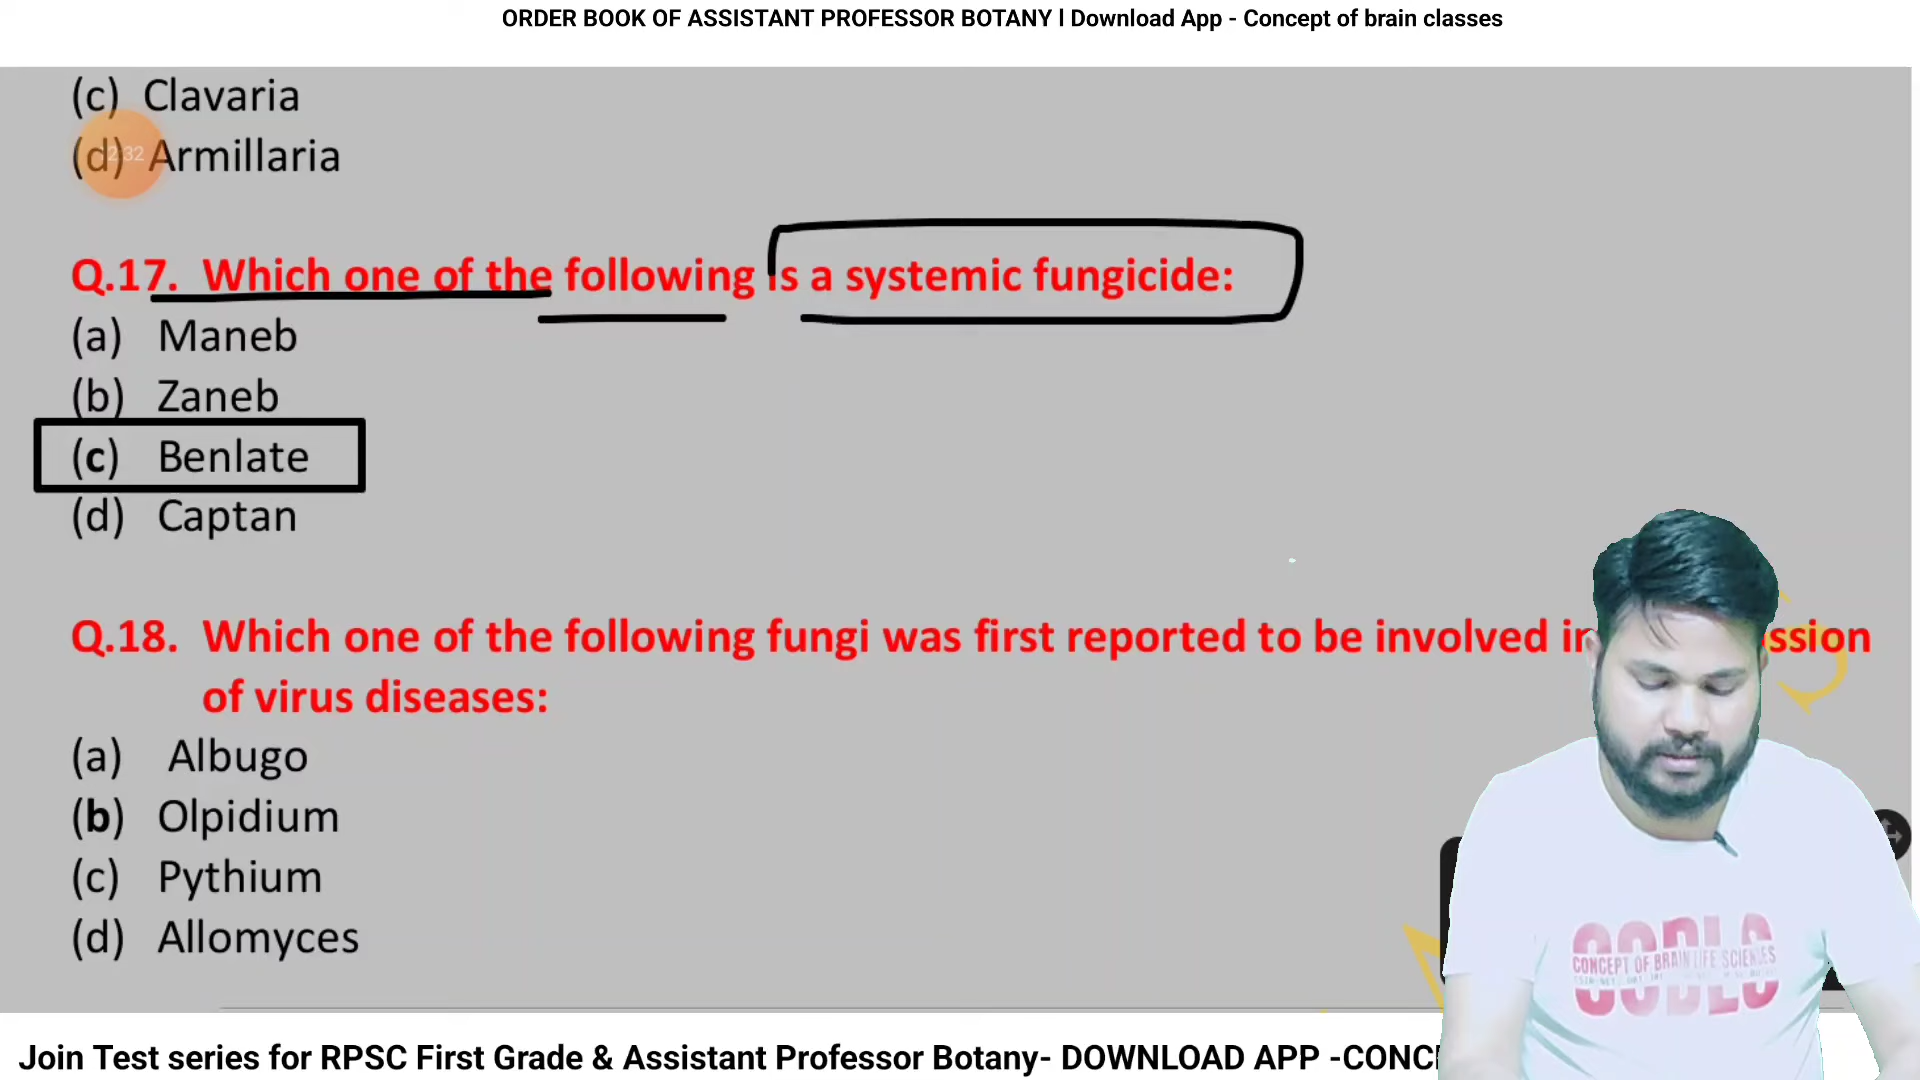 ORDER BOOK OF ASSISTANT PROFESSOR BOTANY l Download App - Concept of brain classes
(c) Clavaria
(d) Armillaria
Q.17. Which one of the following is a systemic fungicide:
(a) Maneb
(b) Zaneb
(c) Benlate
(d) Captan
Q.18. Which one of the following fungi was first reported to be involved in ssion
of virus diseases:
(a) Albugo
(b) Olpidium
(c) Pythium
(d) Allomyces
CONCEPT OF BRAIN LIFE SCIENCES
Join Test series for RPSC First Grade & Assistant Professor Botany- DOWNLOAD APP -CONC